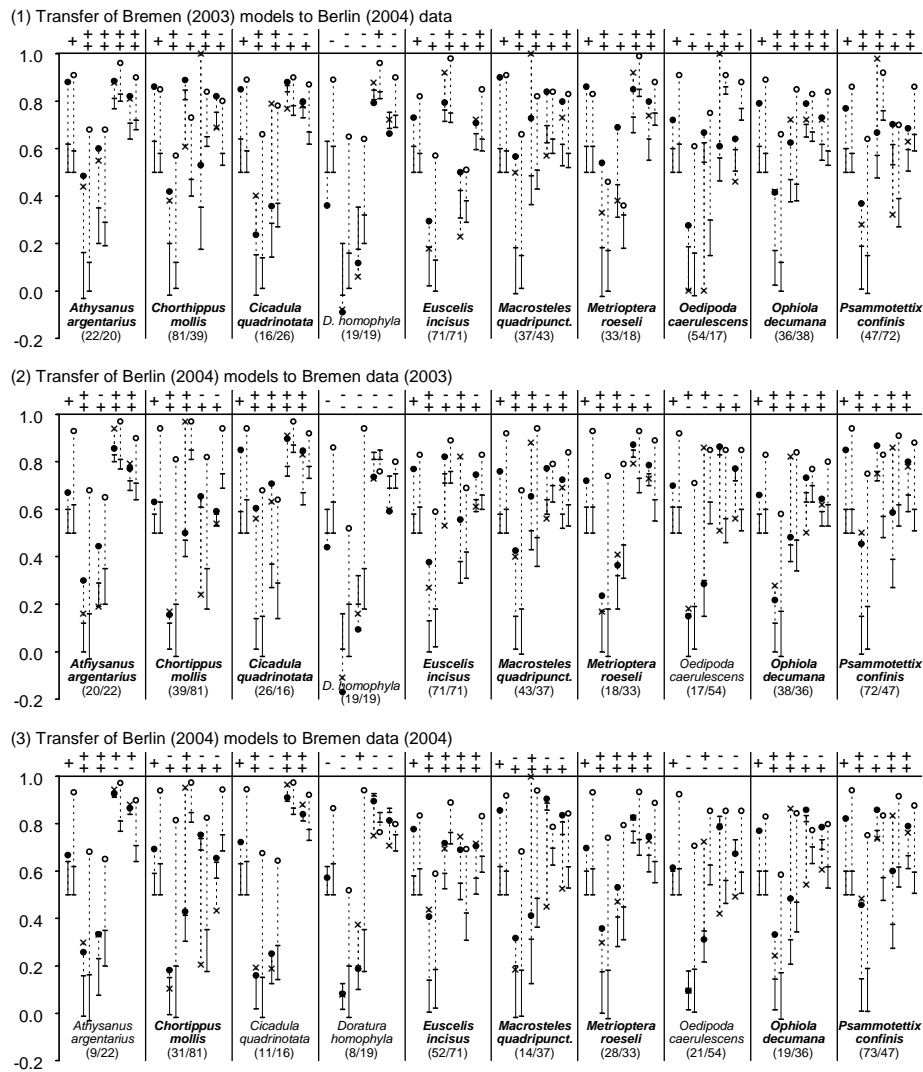 (1) Transfer of Bremen (2003) models to Berlin (2004) data
1.0
0.8
0.6
0.4
0.2
0.0
-0.2
Athysanus Chorthippus Cicadula D. homophyla Euscelis Macrosteles Metrioptera Oedipoda Ophiola Psammotettix
argentarius mollis quadrinotata (19/19) incisus quadripunct. roeseli caerulescens decumana confinis
(22/20) (81/39) (16/26) (71/71) (37/43) (33/18) (54/17) (36/38) (47/72)
(2) Transfer of Berlin (2004) models to Bremen data (2003)
1.0
0.8
0.6
0.4
0.2
0.0
-0.2
Athysanus Chortippus Cicadula D. homophyla Euscelis Macrosteles Metrioptera Oedipoda Ophiola Psammotettix
argentarius mollis quadrinotata (19/19) incisus quadripunct. roeseli caerulescens decumana confinis
(20/22) (39/81) (26/16) (71/71) (43/37) (18/33) (17/54) (38/36) (72/47)
(3) Transfer of Berlin (2004) models to Bremen data (2004)
1.0
0.8
0.6
0.4
0.2
0.0
-0.2
Athysanus Chortippus Cicadula Doratura Euscelis Macrosteles Metrioptera Oedipoda Ophiola Psammotettix
argentarius mollis quadrinotata homophyla incisus quadripunct. roeseli caerulescens decumana confinis
(9/22) (31/81) (11/16) (8/19) (52/71) (14/37) (28/33) (21/54) (19/36) (73/47)